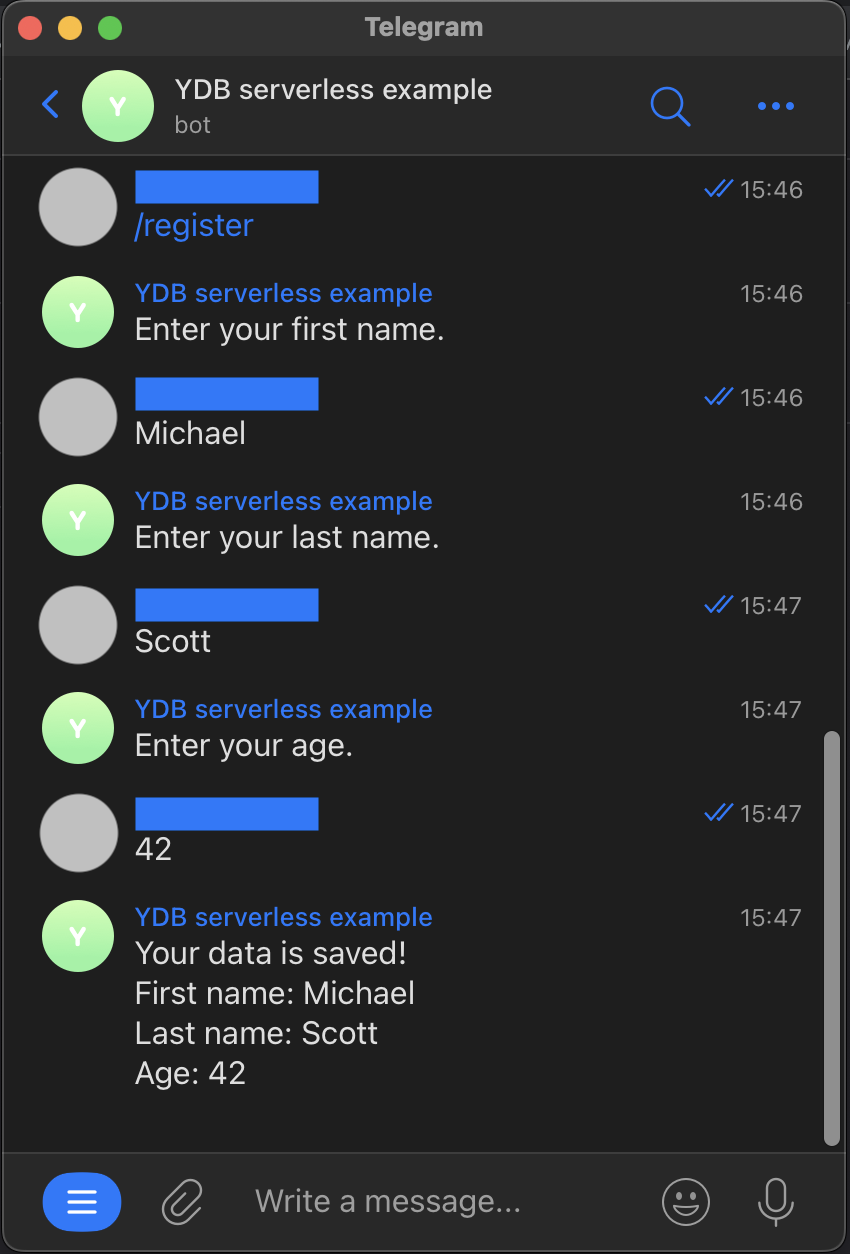 Telegram
Y
YDB serverless example
bot
15:46
/register
YDB serverless example
15:46
Y
Enter your first name.
15:46
Michael
YDB serverless example
15:46
Y
Enter your last name.
15:47
Scott
YDB serverless example
15:47
Y
Enter your age.
15:47
42
YDB serverless example
15:47
Y
Your data is saved!
First name: Michael
Last name: Scott
Age: 42
Write a message...